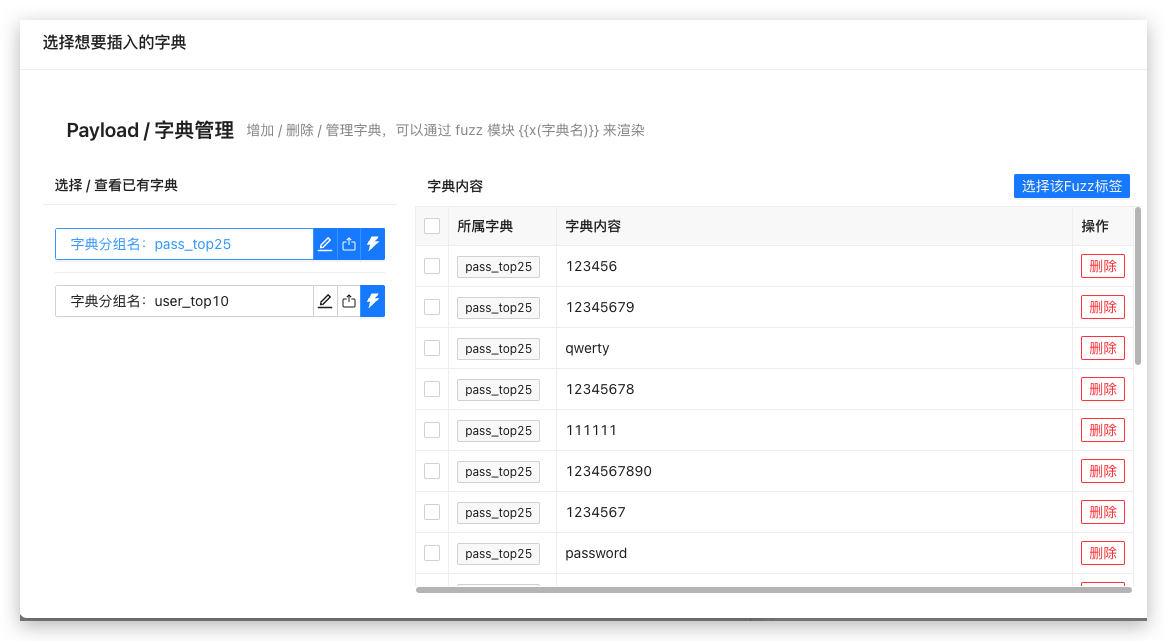 选择想要插入的字典
Payload / 字典管理 增加 / 删除 / 管理字典，可以通过 fuzz 模块 {{x(字典名)}} 来渲染
选择 / 查看已有字典
字典分组名：pass_top25
字典分组名：user_top10
字典内容 选择该Fuzz标签
所属字典 字典内容 操作
pass_top25 123456 删除
pass_top25 12345679 删除
pass_top25 qwerty 删除
pass_top25 12345678 删除
pass_top25 111111 删除
pass_top25 1234567890 删除
pass_top25 1234567 删除
pass_top25 password 删除